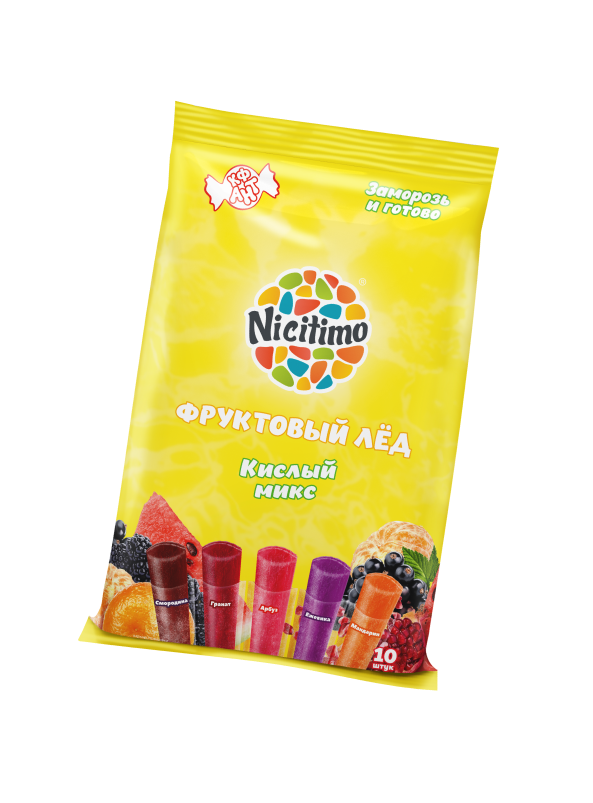 КФ
АНТ
Заморозь
и готово
®
Nicitimo
ФРУКТОВЫЙ ЛЁД
Кислый
микс
Смородина
Гранат
Арбуз
Ежевика
Мандарин
10
штук